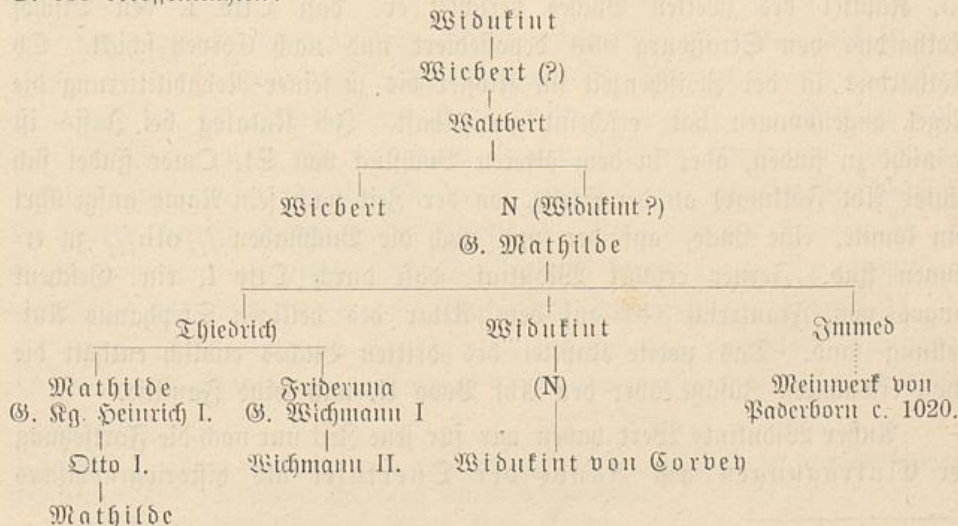 Widukint
Wicbert (?)
Waltbert
Wicbert N (Widukint?)
G. Mathilde
Thiedrich Widukint Immed
Mathilde Friderund (N) Meinwerk von
G. Kg. Heinrich I. G. Wichmann I Paderborn c. 1020.
Otto I. Wichmann II. Widukint von Corvey
Mathilde